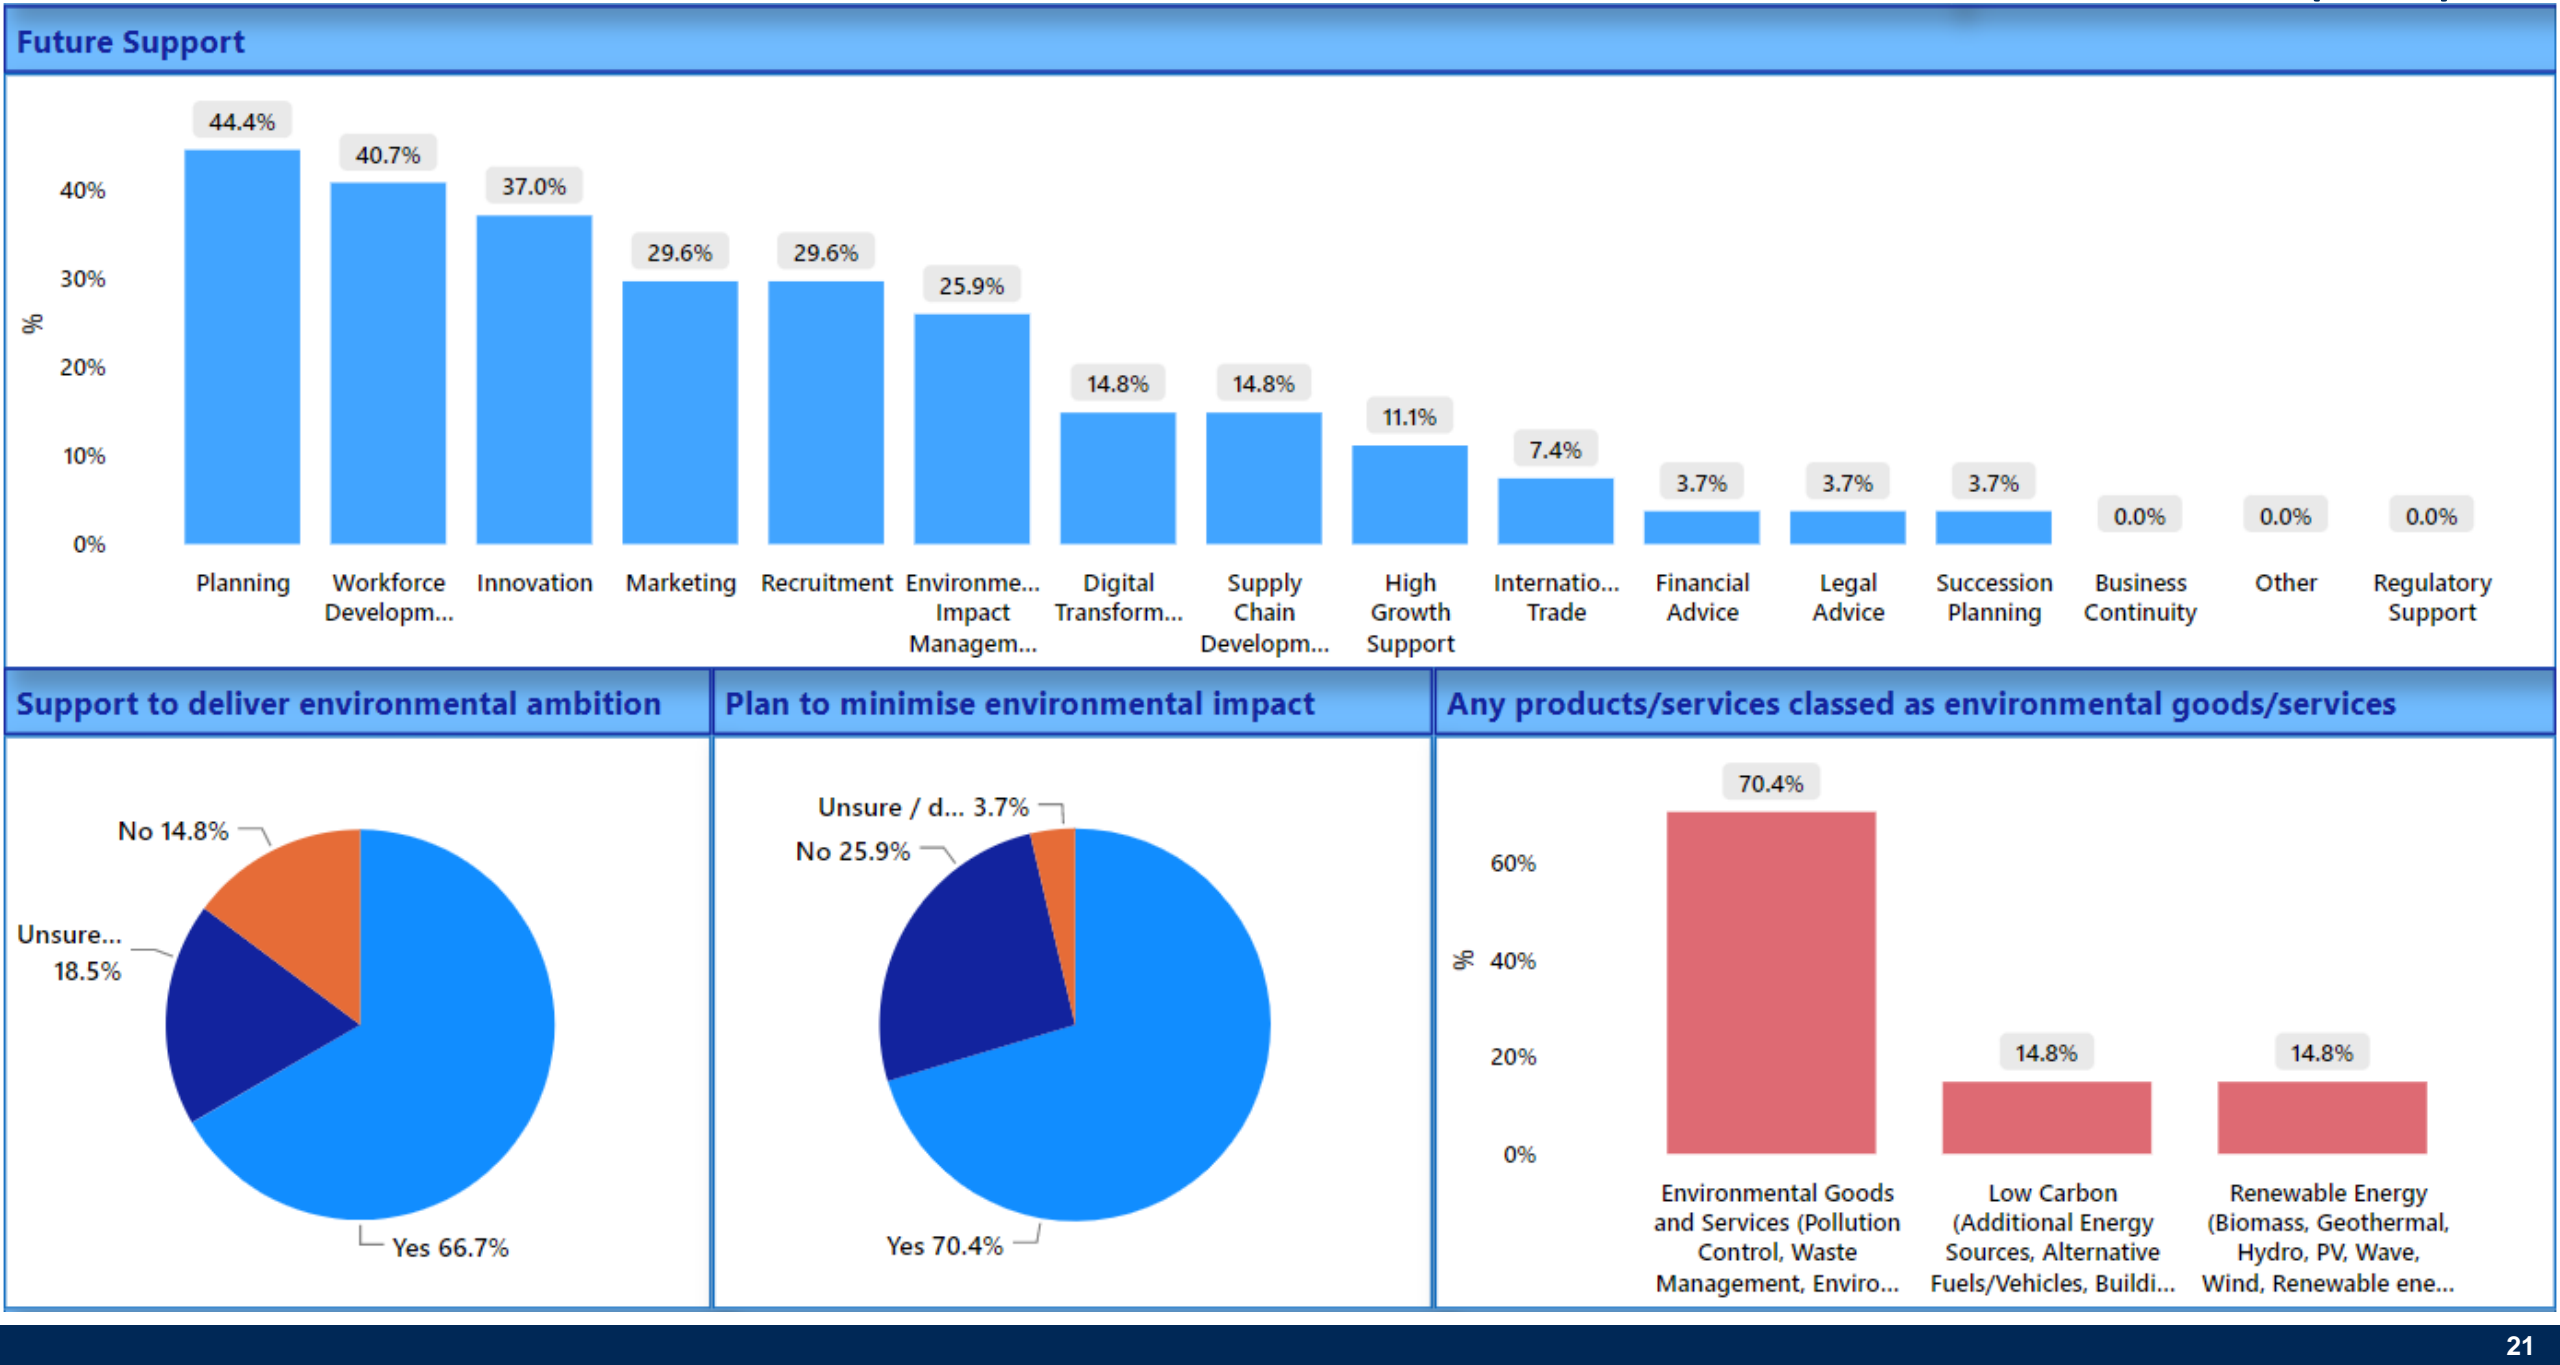 Future Support
44.4%
40.7%
37.0%
29.6%
29.6%
25.9%
14.8%
14.8%
11.1%
7.4%
3.7%
3.7%
3.7%
0.0%
0.0%
0.0%
40%
30%
20%
10%
0%
%
Planning
Workforce
Developm...
Innovation
Marketing
Recruitment
Environme...
Impact
Managem...
Digital
Transform...
Supply
Chain
Developm...
High
Growth
Support
Internatio...
Trade
Financial
Advice
Legal
Advice
Succession
Planning
Business
Continuity
Other
Regulatory
Support
Support to deliver environmental ambition
No 14.8%
Unsure...
18.5%
Yes 66.7%
Plan to minimise environmental impact
Unsure / d... 3.7%
No 25.9%
Yes 70.4%
Any products/services classed as environmental goods/services
70.4%
14.8%
14.8%
60%
40%
20%
0%
%
Environmental Goods
and Services (Pollution
Control, Waste
Management, Enviro...
Low Carbon
(Additional Energy
Sources, Alternative
Fuels/Vehicles, Buildi...
Renewable Energy
(Biomass, Geothermal,
Hydro, PV, Wave,
Wind, Renewable ene...
21